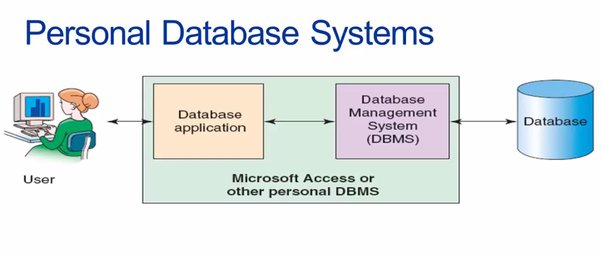 Personal Database Systems
Database
application
Database
Management
System
(DBMS)
Database
User
Microsoft Access or
other personal DBMS